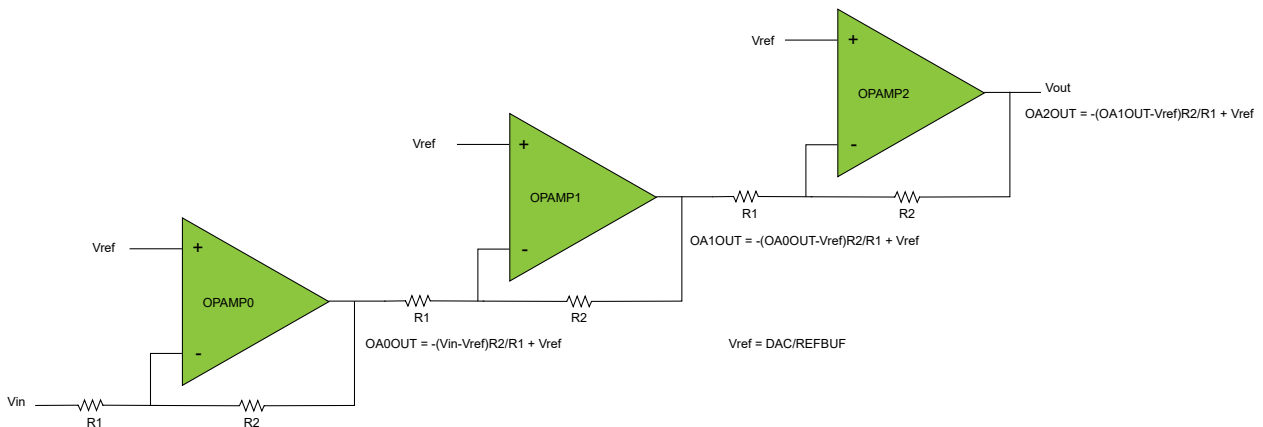 Vref
+
OPAMP2
-
Vout
OA2OUT = -(OA1OUT-Vref)R2/R1 + Vref
R1
R2
Vref
+
OPAMP1
-
OA1OUT = -(OA0OUT-Vref)R2/R1 + Vref
R1
R2
Vref
+
OPAMP0
-
OA0OUT = -(Vin-Vref)R2/R1 + Vref
Vref = DAC/REFBUF
Vin
R1
R2